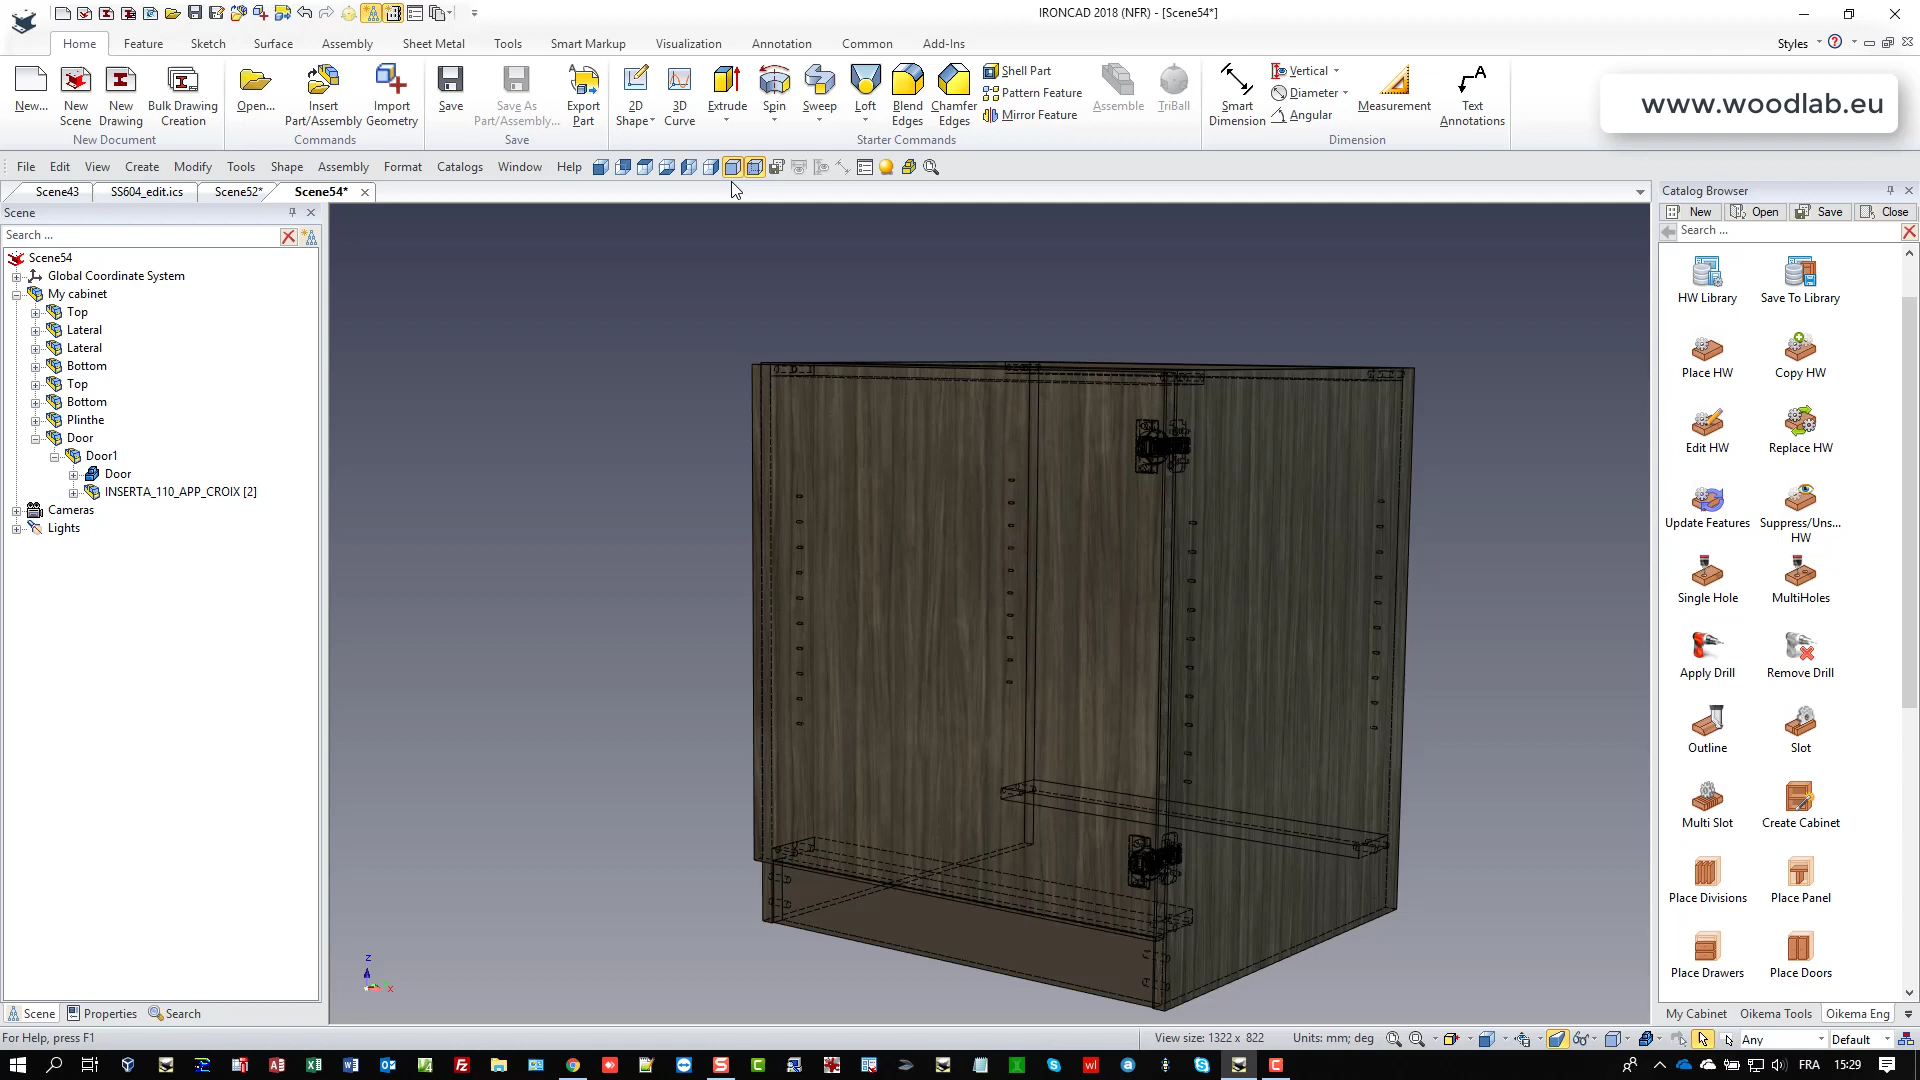 IRONCAD 2018 (NFR) - [Scene54*]
Home Feature Sketch Surface Assembly Sheet Metal Tools Smart Markup Visualization Annotation Common Add-Ins Styles
New... New Scene New Drawing Bulk Drawing Creation
New Document
Open... Insert Part/Assembly Import Geometry
Commands
Save Save As Part/Assembly... Export Part
Save
2D Shape 3D Curve Extrude Spin Sweep Loft Blend Edges Chamfer Edges
Shell Part
Pattern Feature
Mirror Feature
Assemble TriBall
Starter Commands
Smart Dimension
Vertical
Diameter
Angular
Measurement Text Annotations
Dimension
www.woodlab.eu
File Edit View Create Modify Tools Shape Assembly Format Catalogs Window Help
Scene43 SS604_edit.ics Scene52* Scene54*
Scene
Search ...
Scene54
Global Coordinate System
My cabinet
Top
Lateral
Lateral
Bottom
Top
Bottom
Plinthe
Door
Door1
Door
INSERTA_110_APP_CROIX [2]
Cameras
Lights
Scene Properties Search
z
x
Catalog Browser
New Open Save Close
Search ...
HW Library Save To Library
Place HW Copy HW
Edit HW Replace HW
Update Features Suppress/Uns... HW
Single Hole MultiHoles
Apply Drill Remove Drill
Outline Slot
Multi Slot Create Cabinet
Place Divisions Place Panel
Place Drawers Place Doors
My Cabinet Oikema Tools Oikema Eng
For Help, press F1
View size: 1322 x 822 Units: mm; deg Any Default
FRA 15:29